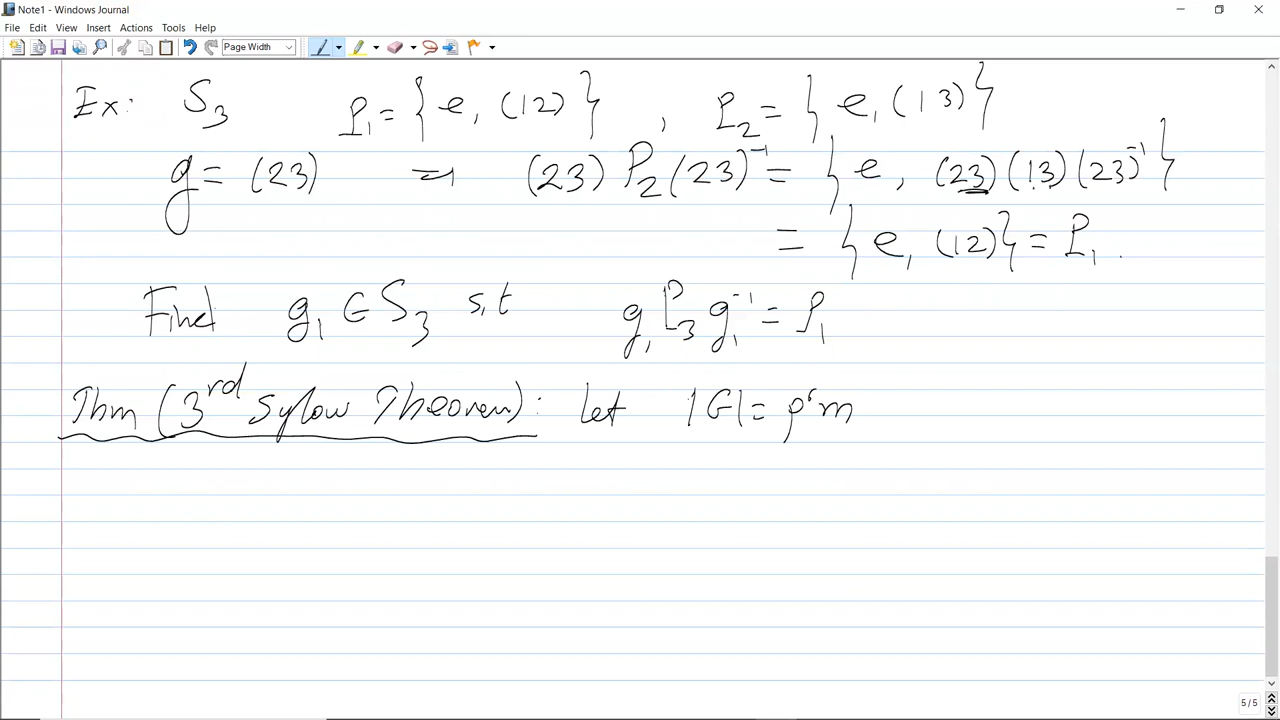 Note1 - Windows Journal
File Edit View Insert Actions Tools Help
Page Width
Ex: S₃ P₁ = { e, (12) } , P₂ = { e, (13) }
g = (23) ⇒ (23) P₂ (23)⁻¹ = { e, (23)(13)(23)⁻¹ }
= { e, (12) } = P₁ .
Find g₁ ∈ S₃ s,t g₁ P₃ g₁⁻¹ = P₁
Thm (3rd Sylow Theorem) : let |G| = pʳm
5/5